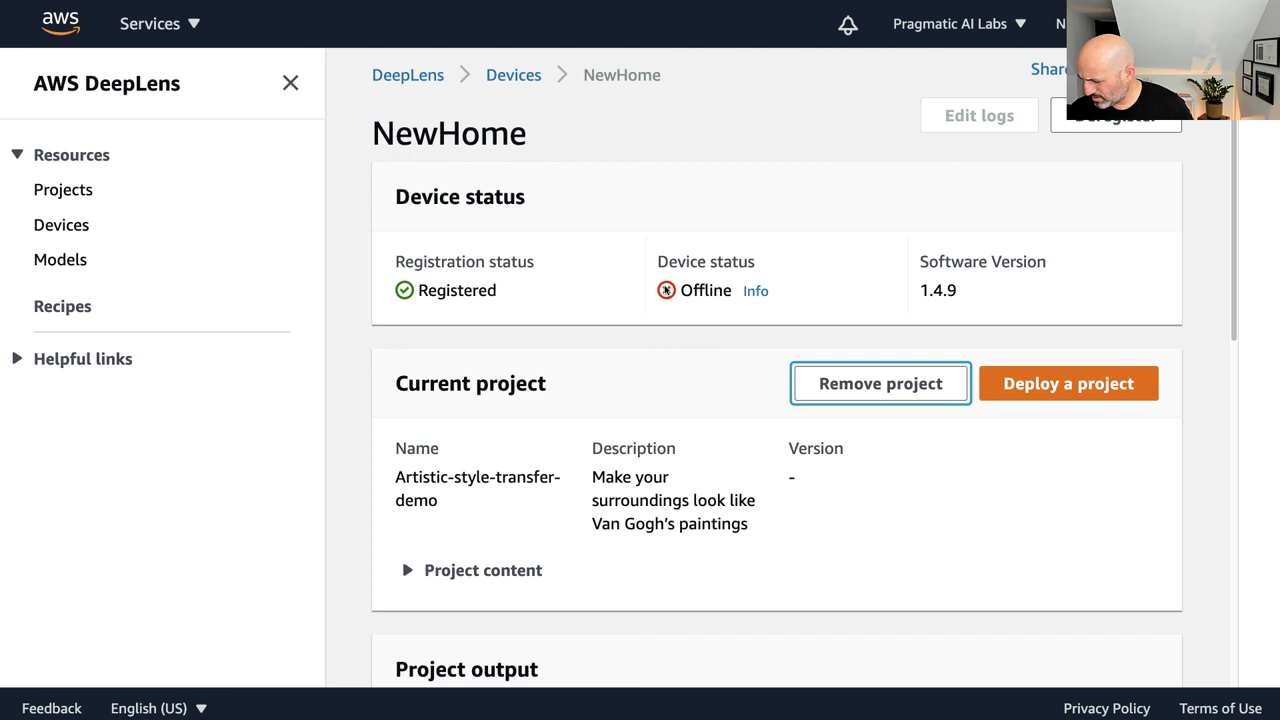 aws
Services
Pragmatic AI Labs
N
AWS DeepLens
Resources
Projects
Devices
Models
Recipes
Helpful links
DeepLens
Devices
NewHome
Share
Edit logs
Deregister
NewHome
Device status
Registration status
Registered
Device status
Offline Info
Software Version
1.4.9
Current project
Remove project
Deploy a project
Name
Artistic-style-transfer-
demo
Description
Make your
surroundings look like
Van Gogh's paintings
Version
-
Project content
Project output
Feedback
English (US)
Privacy Policy
Terms of Use